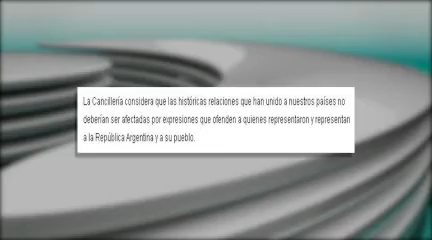 La Cancillería considera que las históricas relaciones que han unido a nuestros países no
deberían ser afectadas por expresiones que ofenden a quienes representaron y representan
a la República Argentina y a su pueblo.